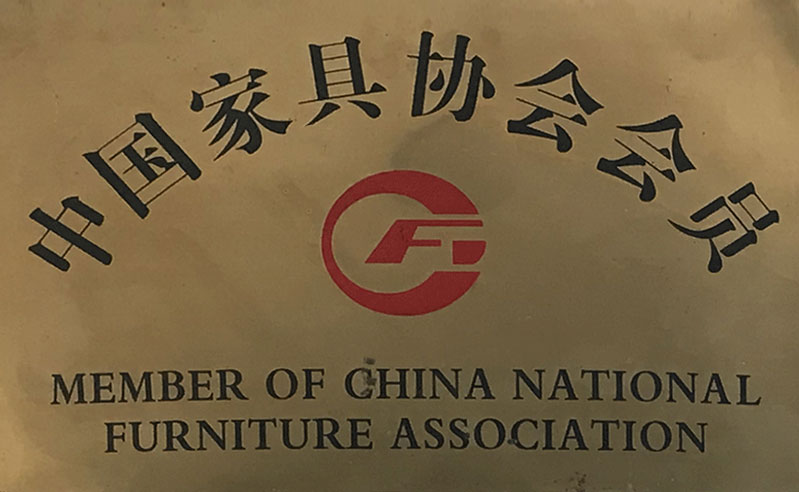 中国家具协会会员
MEMBER OF CHINA NATIONAL
FURNITURE ASSOCIATION